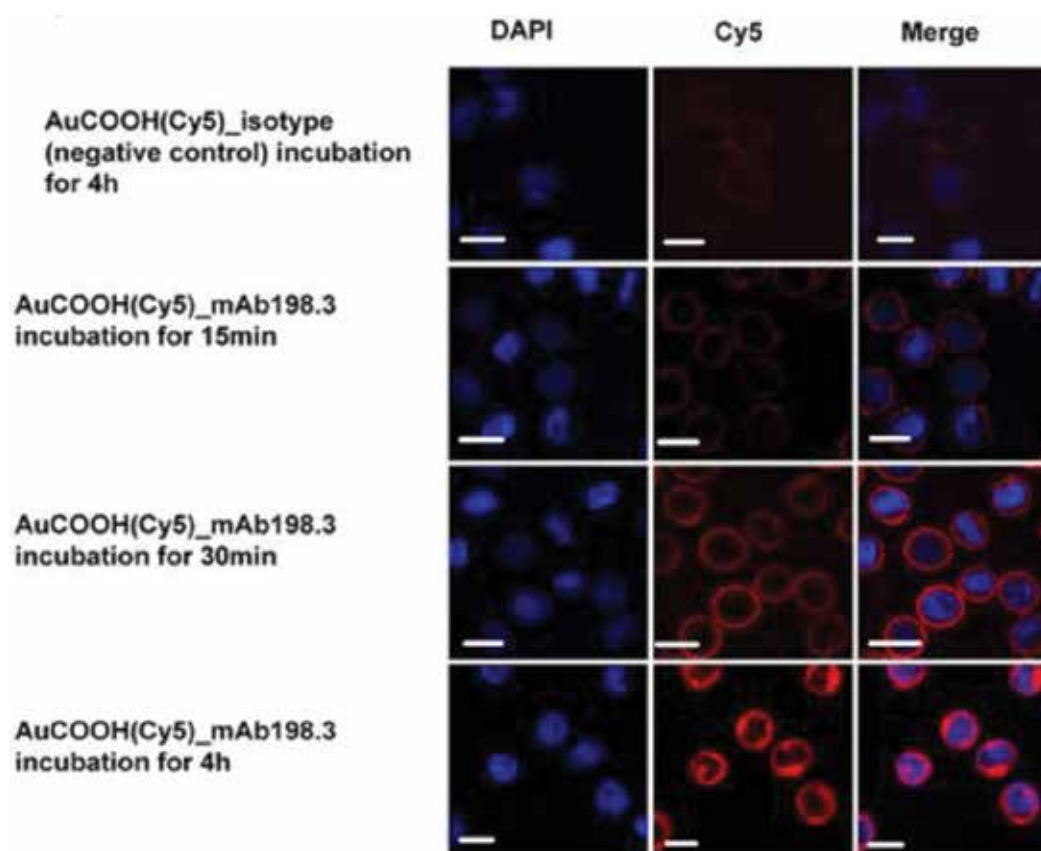 DAPI Cy5 Merge
AuCOOH(Cy5)_isotype
(negative control) incubation
for 4h
AuCOOH(Cy5)_mAb198.3
incubation for 15min
AuCOOH(Cy5)_mAb198.3
incubation for 30min
AuCOOH(Cy5)_mAb198.3
incubation for 4h